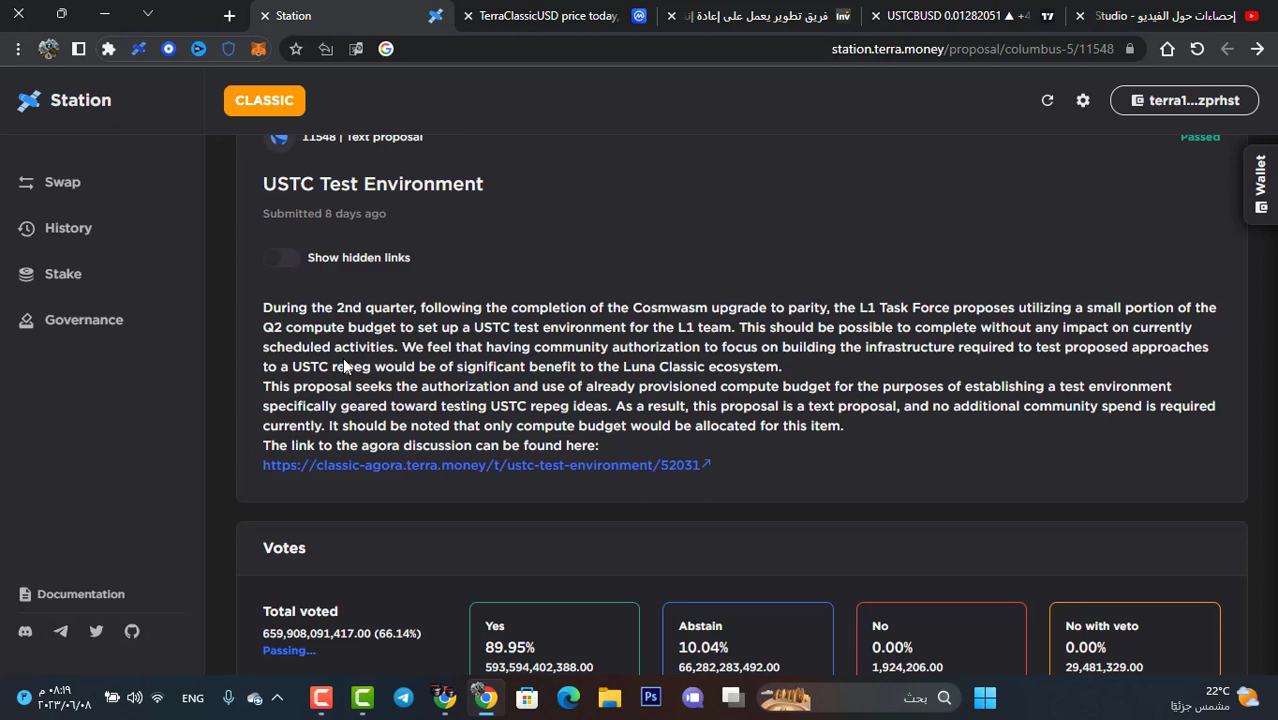 Station
TerraClassicUSD price today,
فريق تطوير يعمل على إعادة إن
USTCBUSD 0.01282051 ▲ +4
إحصاءات حول الفيديو - Studio
station.terra.money/proposal/columbus-5/11548
Station
CLASSIC
terra1...zprhst
Swap
History
Stake
Governance
Documentation
Wallet
11548 | Text proposal
Passed
USTC Test Environment
Submitted 8 days ago
Show hidden links
During the 2nd quarter, following the completion of the Cosmwasm upgrade to parity, the L1 Task Force proposes utilizing a small portion of the
Q2 compute budget to set up a USTC test environment for the L1 team. This should be possible to complete without any impact on currently
scheduled activities. We feel that having community authorization to focus on building the infrastructure required to test proposed approaches
to a USTC repeg would be of significant benefit to the Luna Classic ecosystem.
This proposal seeks the authorization and use of already provisioned compute budget for the purposes of establishing a test environment
specifically geared toward testing USTC repeg ideas. As a result, this proposal is a text proposal, and no additional community spend is required
currently. It should be noted that only compute budget would be allocated for this item.
The link to the agora discussion can be found here:
https://classic-agora.terra.money/t/ustc-test-environment/52031
Votes
Total voted
659,908,091,417.00 (66.14%)
Passing...
Yes
89.95%
593,594,402,388.00
Abstain
10.04%
66,282,283,492.00
No
0.00%
1,924,206.00
No with veto
0.00%
29,481,329.00
٠٨:١٩ م
٢٠٢٣/٠٦/٠٨
ENG
Ps
بحث
22°C
مشمس جزئيًا